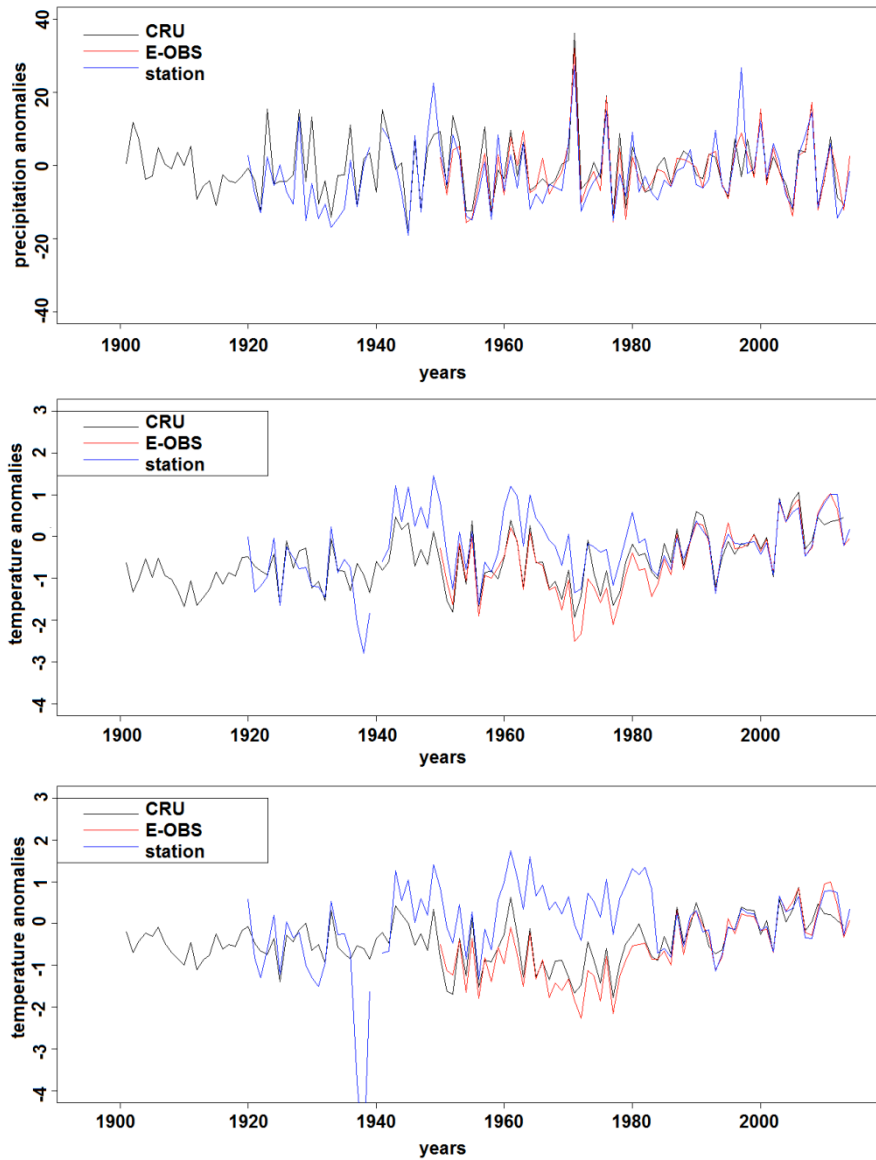 40
20
0
-20
-40
precipitation anomalies
CRU
E-OBS
station
1900 1920 1940 1960 1980 2000
years
3
2
1
0
-1
-2
-3
-4
temperature anomalies
CRU
E-OBS
station
1900 1920 1940 1960 1980 2000
years
3
2
1
0
-1
-2
-3
-4
temperature anomalies
CRU
E-OBS
station
1900 1920 1940 1960 1980 2000
years